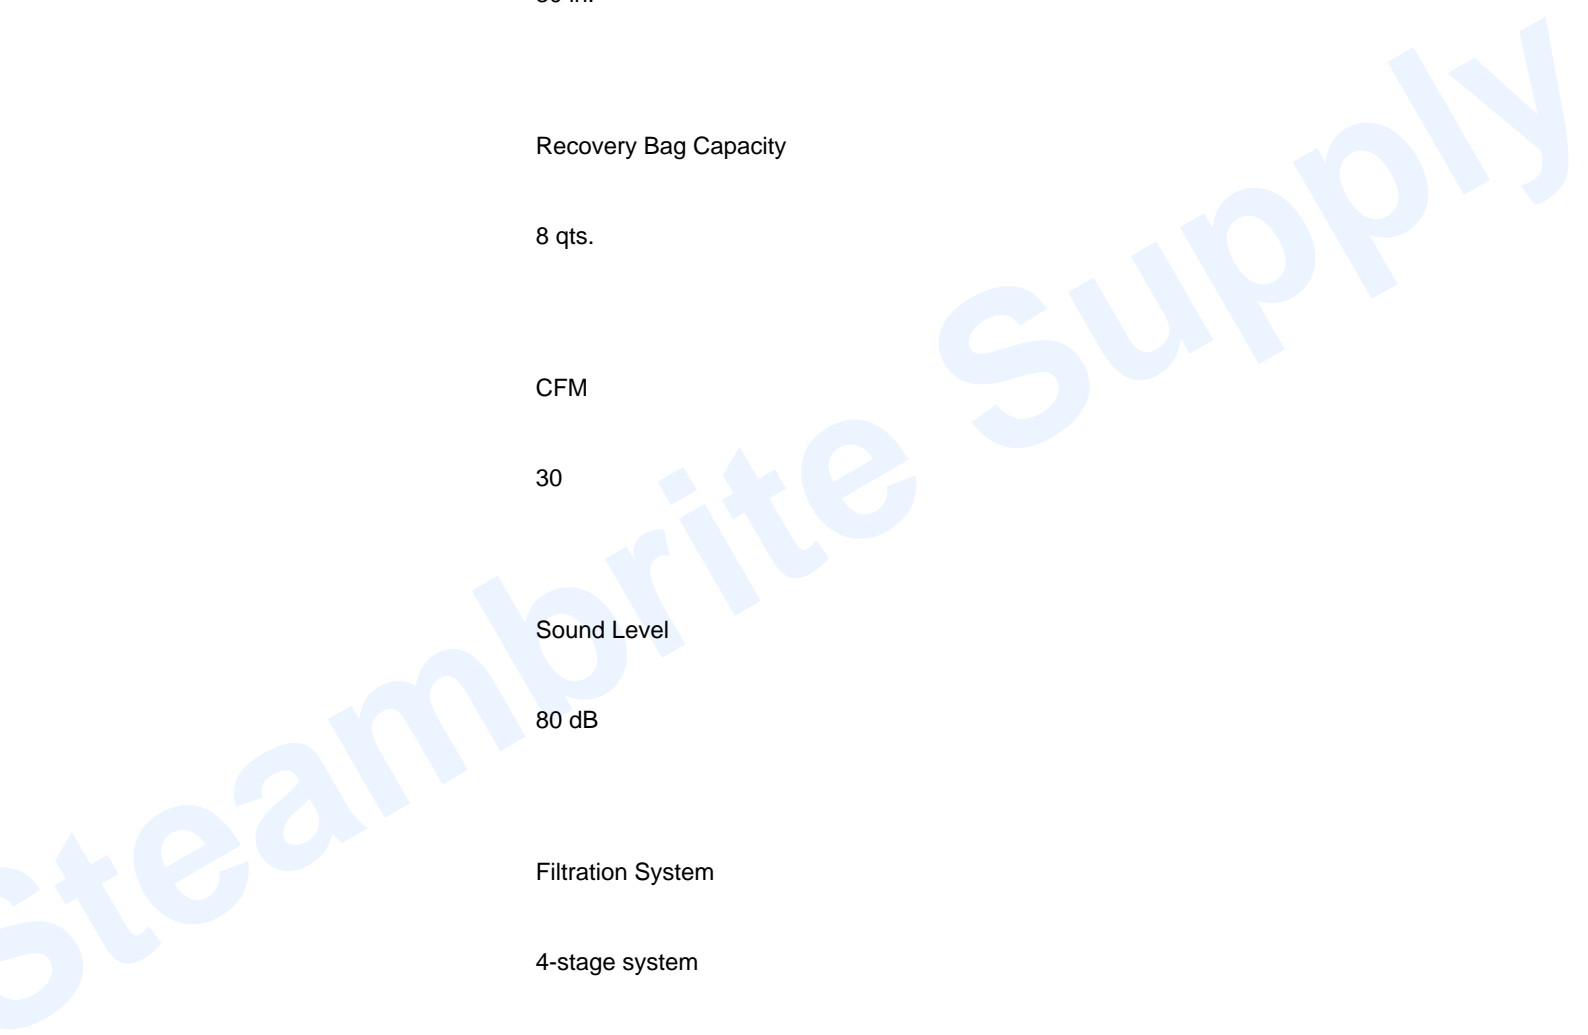 Recovery Bag Capacity
8 qts.
CFM
30
Sound Level
80 dB
Filtration System
4-stage system
Steambrite Supply